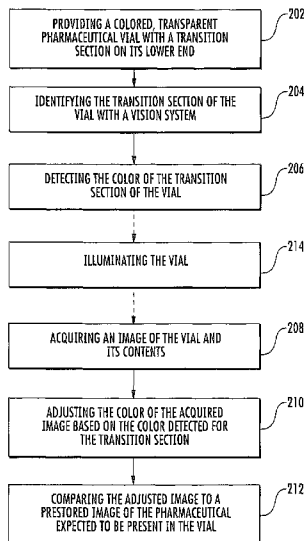 PROVIDING A COLORED, TRANSPARENT
PHARMACEUTICAL VIAL WITH A TRANSITION
SECTION ON ITS LOWER END
202
IDENTIFYING THE TRANSITION SECTION OF THE
VIAL WITH A VISION SYSTEM
204
DETECTING THE COLOR OF THE TRANSITION
SECTION OF THE VIAL
206
ILLUMINATING THE VIAL
214
ACQUIRING AN IMAGE OF THE VIAL AND
ITS CONTENTS
208
ADJUSTING THE COLOR OF THE ACQUIRED
IMAGE BASED ON THE COLOR DETECTED FOR
THE TRANSITION SECTION
210
COMPARING THE ADJUSTED IMAGE TO A
PRESTORED IMAGE OF THE PHARMACEUTICAL
EXPECTED TO BE PRESENT IN THE VIAL
212